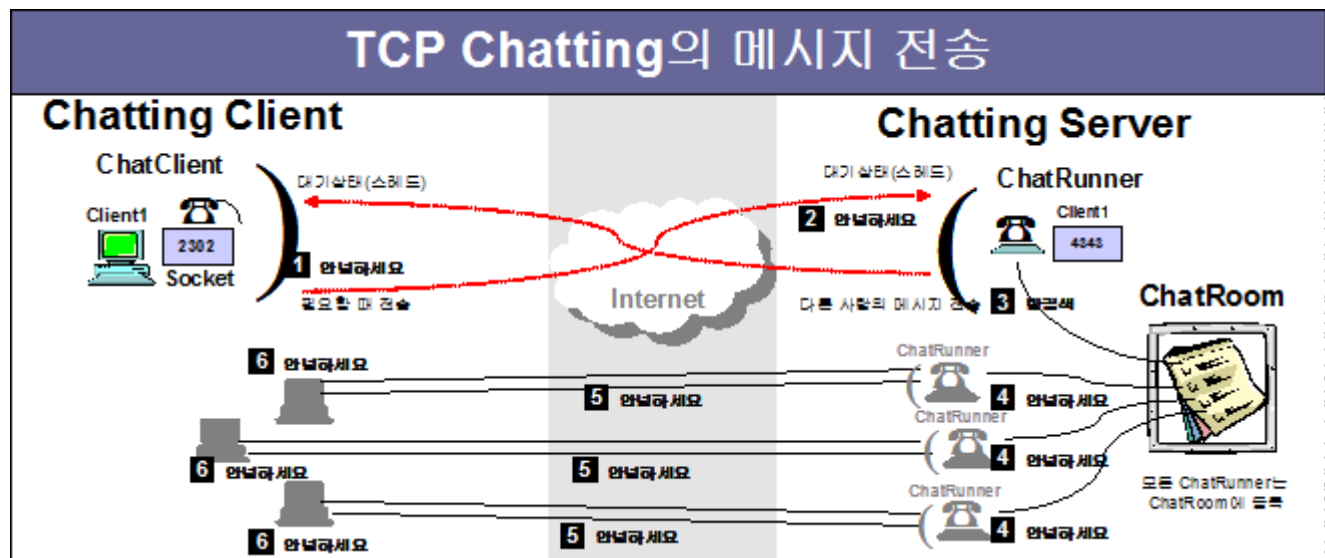 TCP Chatting의 메시지 전송
Chatting Client
Chatting Server
ChatClient
대기상태(스레드)
대기상태(스레드)
ChatRunner
Client1
2302
Socket
1 안녕하세요
필요할 때 전송
Internet
2 안녕하세요
Client1
4343
다른 사람의 메시지 전송
3
ChatRoom
6 안녕하세요
5 안녕하세요
ChatRunner
4 안녕하세요
6 안녕하세요
5 안녕하세요
ChatRunner
4 안녕하세요
6 안녕하세요
5 안녕하세요
ChatRunner
4 안녕하세요
모든 ChatRunner는
ChatRoom에 등록